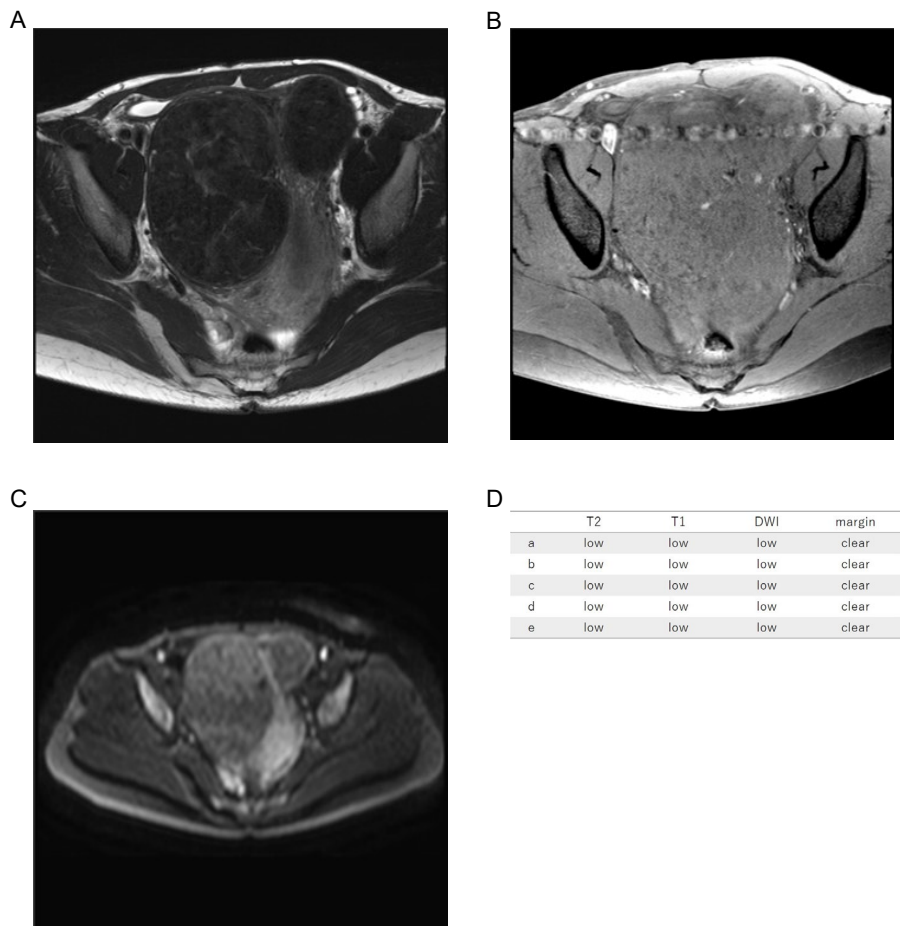 A
B
C
D
T2 T1 DWI margin
a low low low clear
b low low low clear
c low low low clear
d low low low clear
e low low low clear